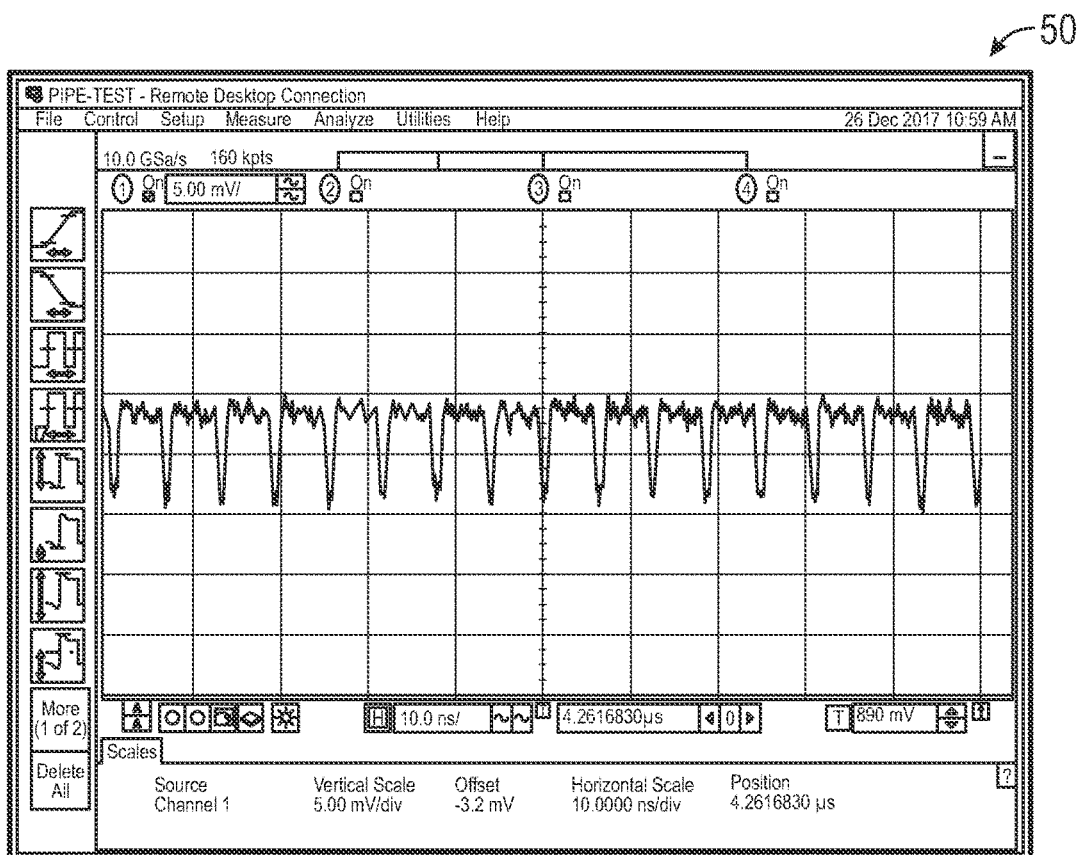 50
PIPE-TEST - Remote Desktop Connection
File Control Setup Measure Analyze Utilities Help 26 Dec 2017 10:59 AM
10.0 GSa/s 160 kpts
1 On 5.00 mV/ 2 On 3 On 4 On
More
(1 of 2)
Delete
All
H 10.0 ns/ 4.2616830µs 0 T 890 mV
Scales
?
Source Vertical Scale Offset Horizontal Scale Position
Channel 1 5.00 mV/div -3.2 mV 10.0000 ns/div 4.2616830 µs